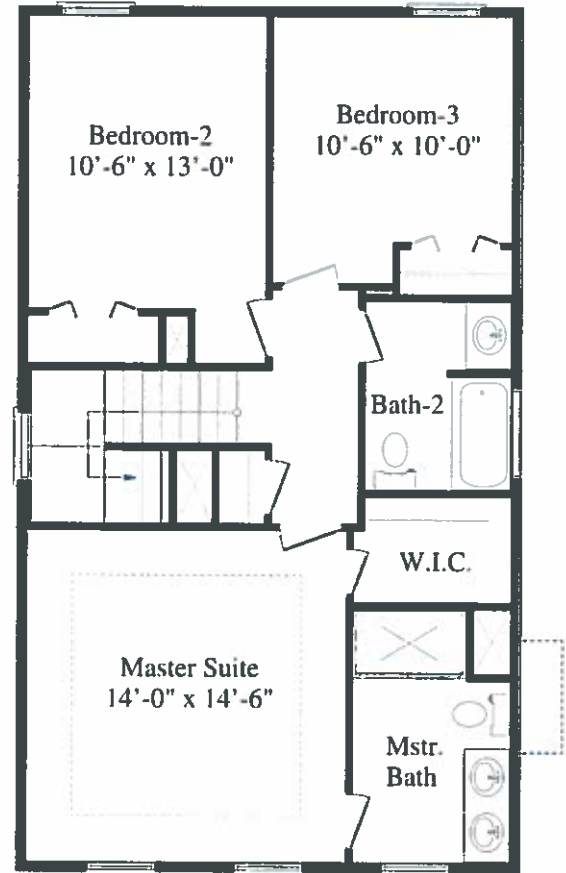 Bedroom-2
10'-6" x 13'-0"
Bedroom-3
10'-6" x 10'-0"
Bath-2
W.I.C.
Master Suite
14'-0" x 14'-6"
Mstr.
Bath